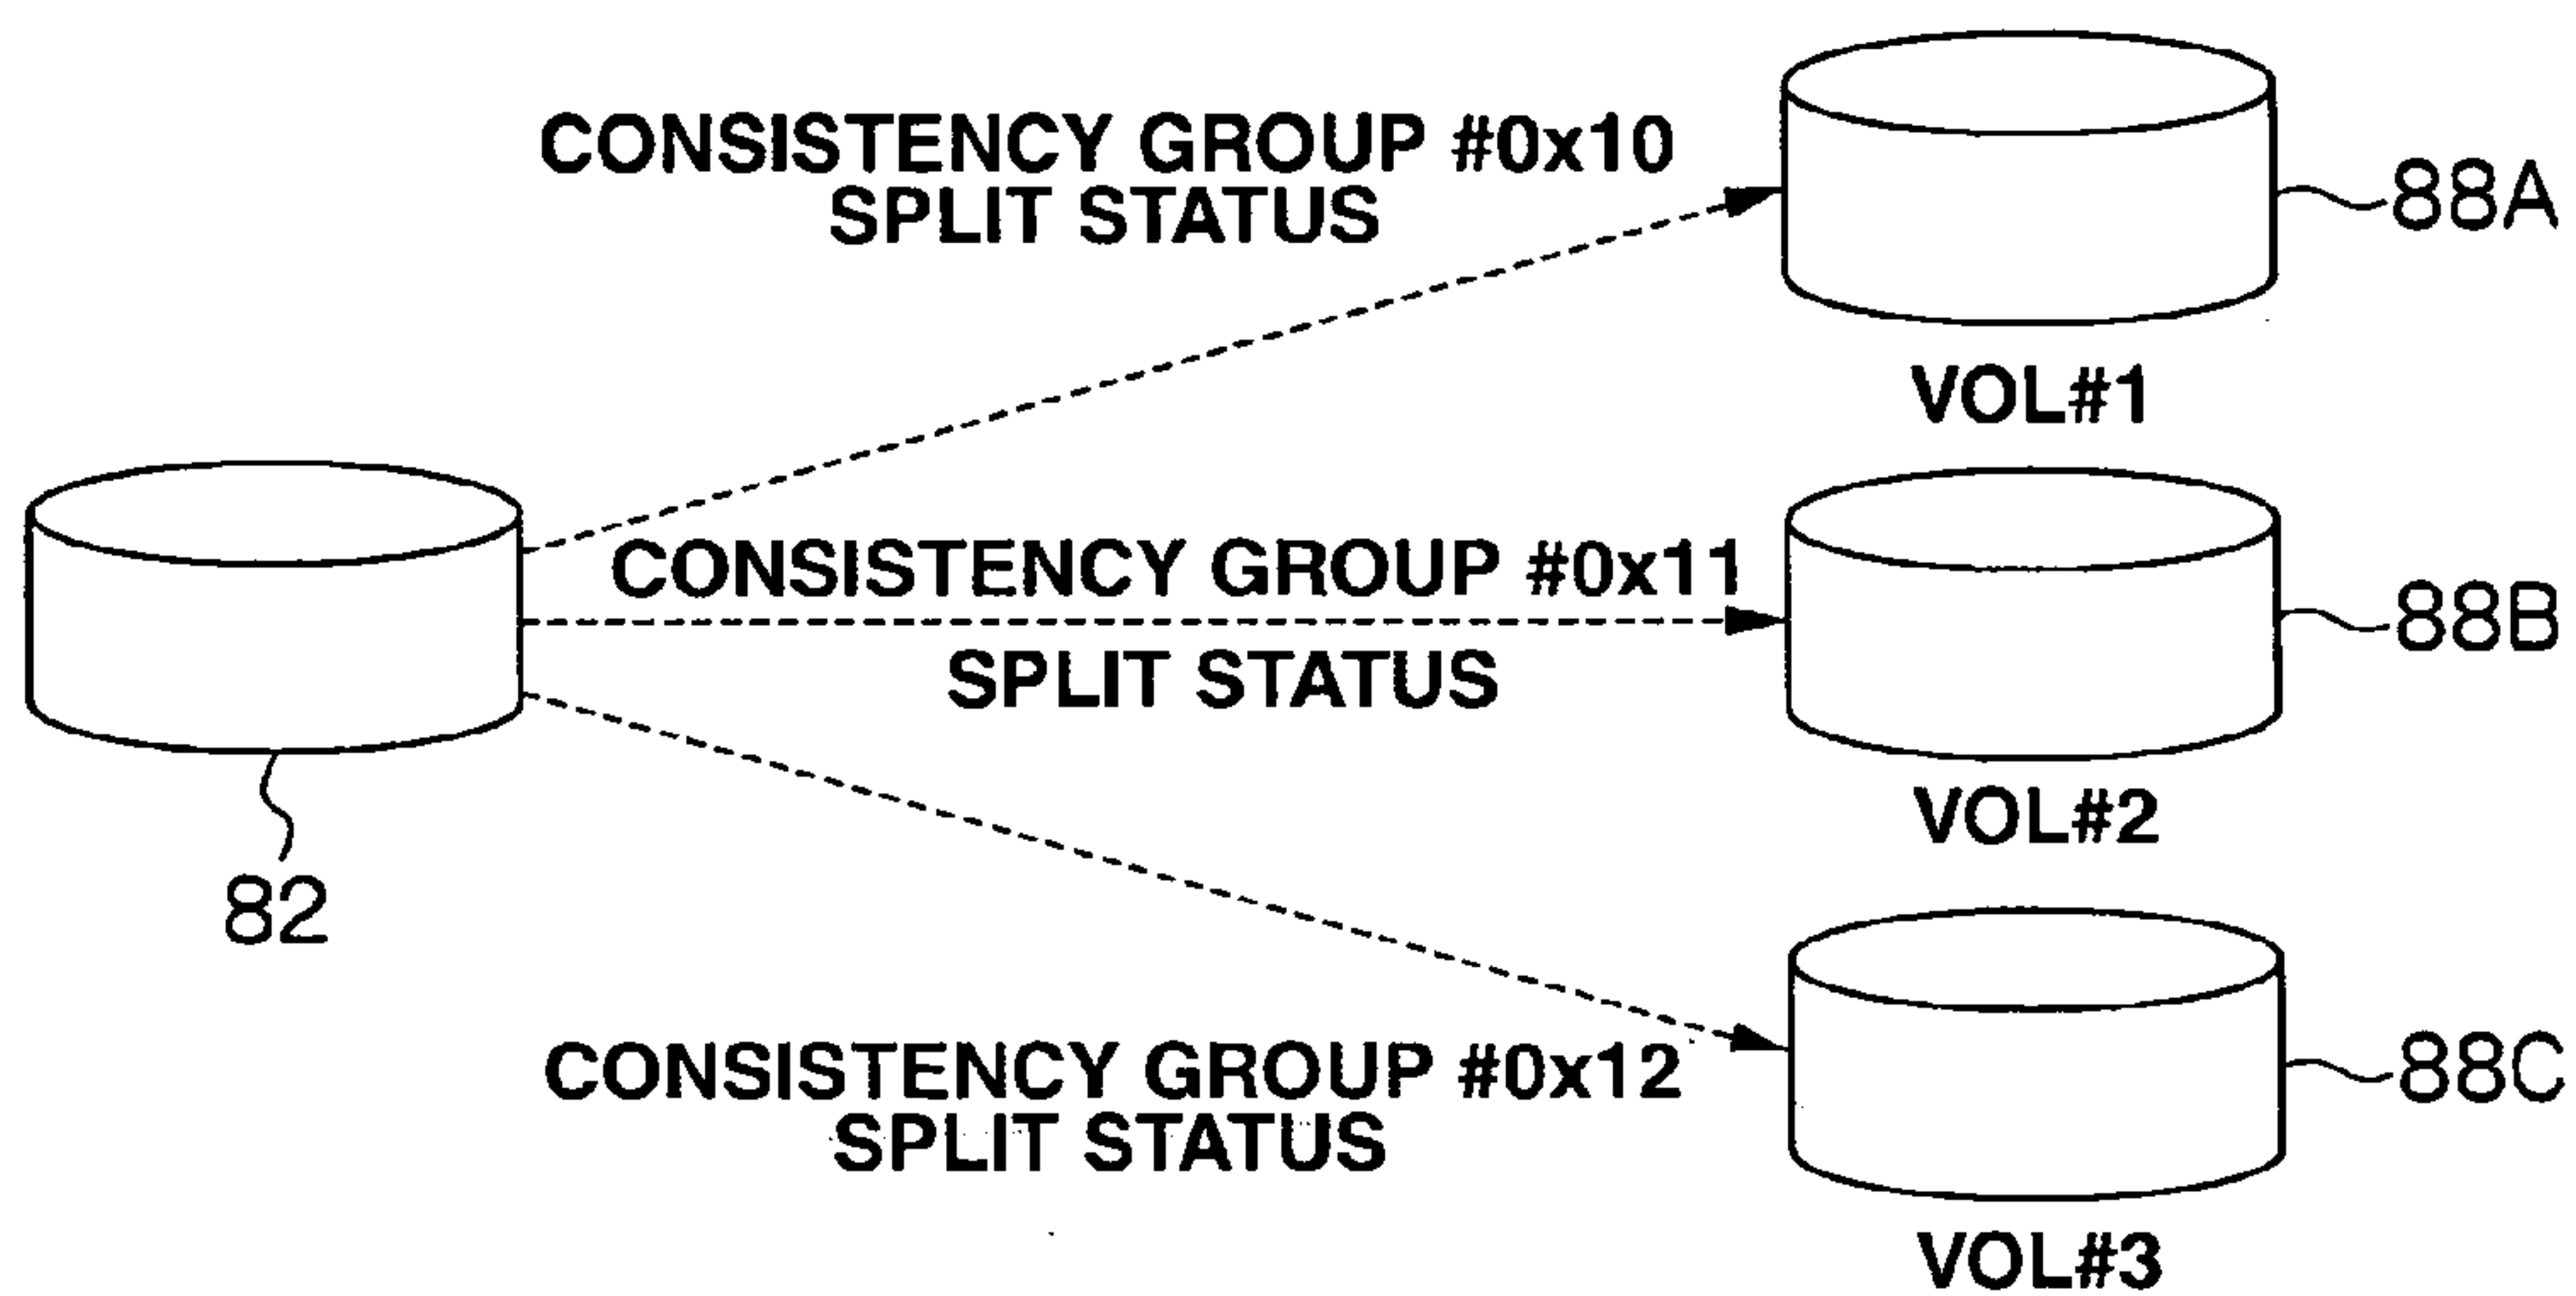 CONSISTENCY GROUP #0x10
SPLIT STATUS
88A
VOL#1
CONSISTENCY GROUP #0x11
SPLIT STATUS
88B
VOL#2
82
CONSISTENCY GROUP #0x12
SPLIT STATUS
88C
VOL#3